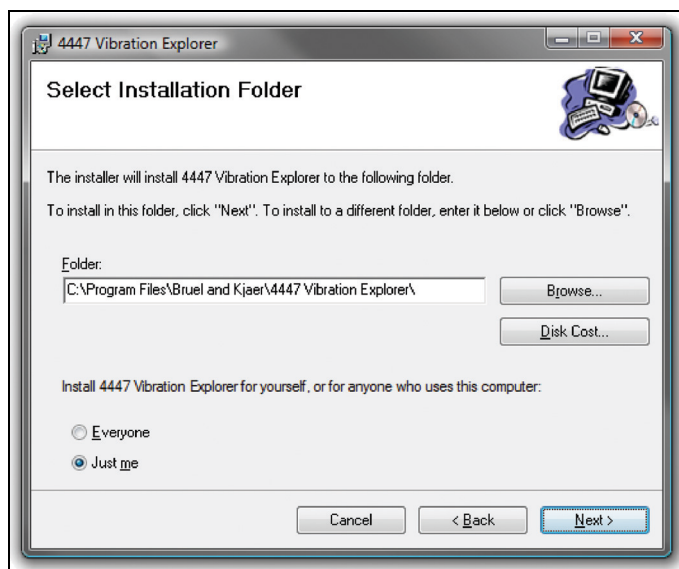 4447 Vibration Explorer
Select Installation Folder
The installer will install 4447 Vibration Explorer to the following folder.
To install in this folder, click "Next". To install to a different folder, enter it below or click "Browse".
Folder:
C:\Program Files\Bruel and Kjaer\4447 Vibration Explorer\
Browse...
Disk Cost...
Install 4447 Vibration Explorer for yourself, or for anyone who uses this computer:
Everyone
Just me
Cancel < Back Next >